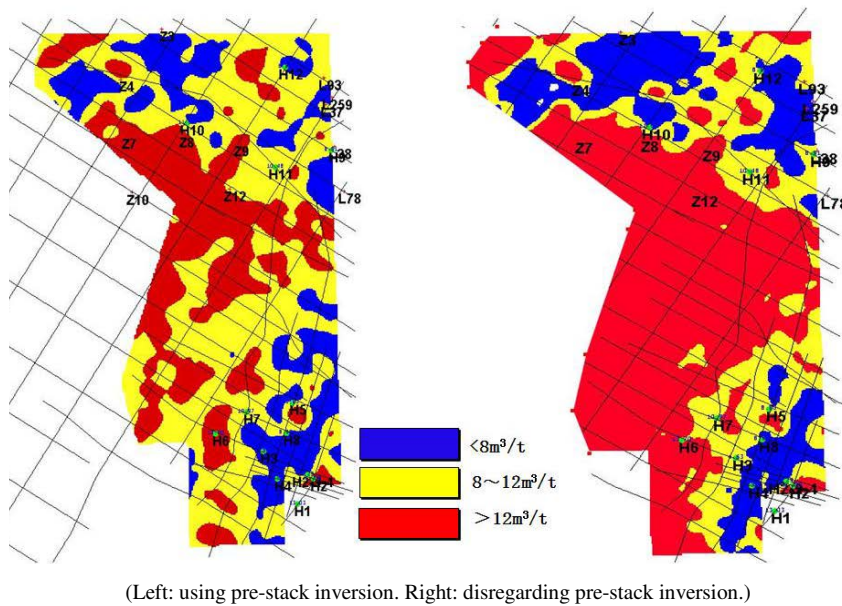 Z3
H12
L93
Z4
L259
L37
H10
Z7
Z8
Z9
H11
L78
Z10
Z12
H5
H7
H6
H8
H3
H4
H2
H1
Z3
H12
L93
Z4
L259
L37
H10
Z7
Z8
Z9
H11
L78
Z12
H5
H7
H6
H8
H3
H4
H2
H1
<8m³/t
8～12m³/t
>12m³/t
(Left: using pre-stack inversion. Right: disregarding pre-stack inversion.)